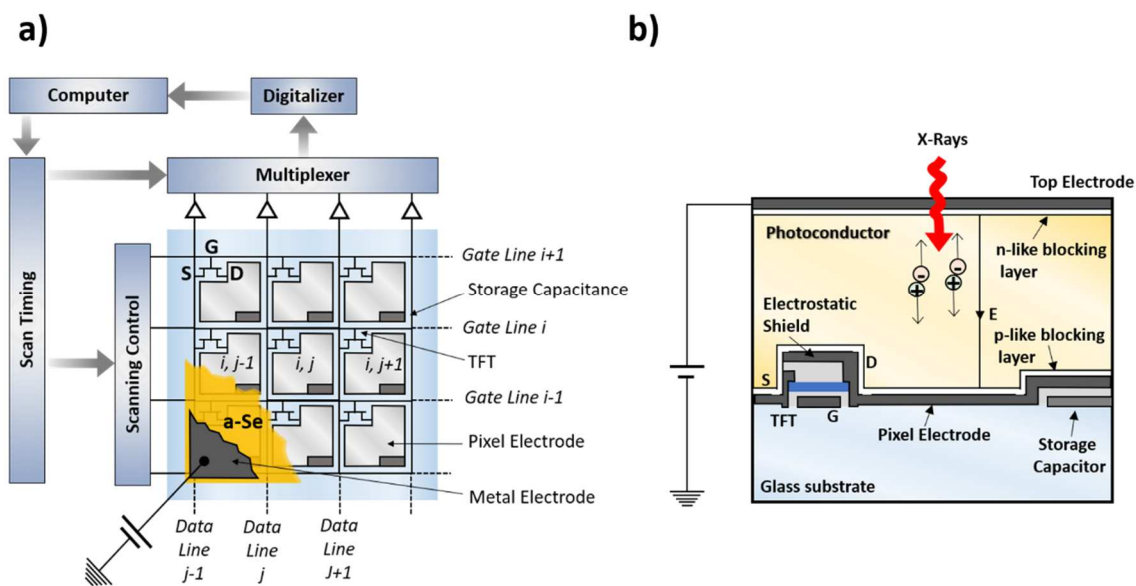 a)
Computer
Digitalizer
Scan Timing
Multiplexer
Scanning Control
G
S
D
Gate Line i+1
Storage Capacitance
Gate Line i
TFT
i, j-1
i, j
i, j+1
Gate Line i-1
a-Se
Pixel Electrode
Metal Electrode
Data
Line
j-1
Data
Line
j
Data
Line
J+1
b)
X-Rays
Top Electrode
Photoconductor
n-like blocking
layer
-
-
+
+
Electrostatic
Shield
E
p-like blocking
layer
D
S
TFT
G
Pixel Electrode
Storage
Capacitor
Glass substrate